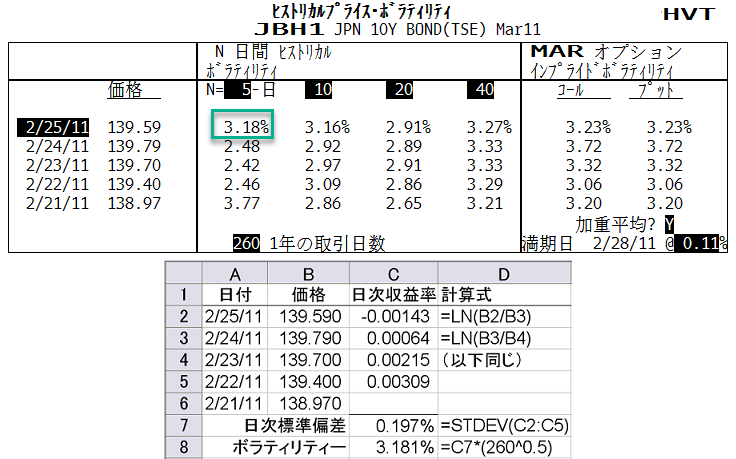 ﾋｽﾄﾘｶﾙﾌﾟﾗｲｽ･ﾎﾞﾗﾃｨﾘﾃｨ HVT
JBH1 JPN 10Y BOND(TSE) Mar11
N 日間 ﾋｽﾄﾘｶﾙ MAR オプション
ﾎﾞﾗﾃｨﾘﾃｨ ｲﾝﾌﾟﾗｲﾄﾞﾎﾞﾗﾃｨﾘﾃｨ
価格 N= 5-日 10 20 40 ｺｰﾙ ﾌﾟｯﾄ
2/25/11 139.59 3.18% 3.16% 2.91% 3.27% 3.23% 3.23%
2/24/11 139.79 2.48 2.92 2.89 3.33 3.72 3.72
2/23/11 139.70 2.42 2.97 2.91 3.33 3.32 3.32
2/22/11 139.40 2.46 3.09 2.86 3.29 3.06 3.06
2/21/11 138.97 3.77 2.86 2.65 3.21 3.20 3.20
加重平均? Y
260 1年の取引日数 満期日 2/28/11 @ 0.11%
A B C D
1 日付 価格 日次収益率 計算式
2 2/25/11 139.590 -0.00143 =LN(B2/B3)
3 2/24/11 139.790 0.00064 =LN(B3/B4)
4 2/23/11 139.700 0.00215 （以下同じ）
5 2/22/11 139.400 0.00309
6 2/21/11 138.970
7 日次標準偏差 0.197% =STDEV(C2:C5)
8 ボラティリティー 3.181% =C7*(260^0.5)